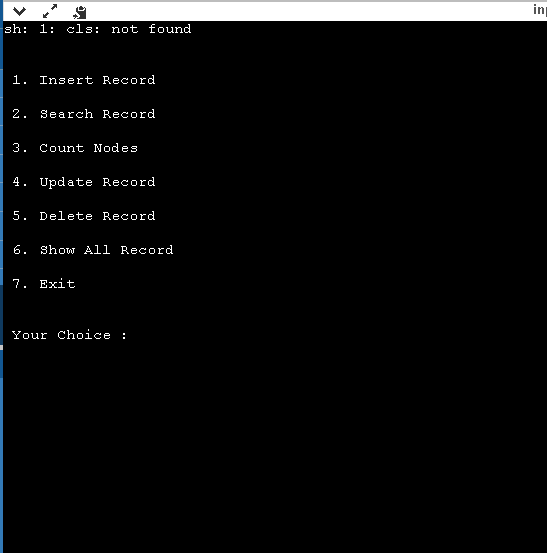 inp
sh: 1: cls: not found
1. Insert Record
2. Search Record
3. Count Nodes
4. Update Record
5. Delete Record
6. Show All Record
7. Exit
Your Choice :